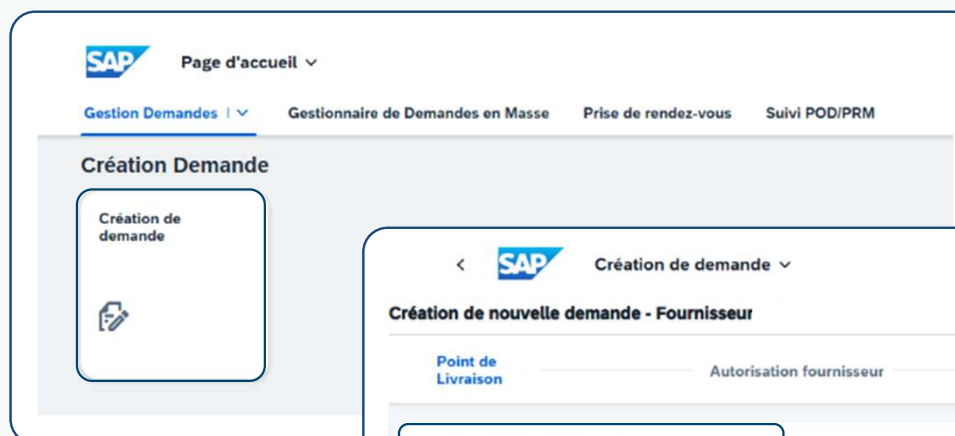 SAP Page d'accueil
Gestion Demandes Gestionnaire de Demandes en Masse Prise de rendez-vous Suivi POD/PRM
Création Demande
Création de
demande
SAP Création de demande
Création de nouvelle demande - Fournisseur
Point de
Livraison
Autorisation fournisseur